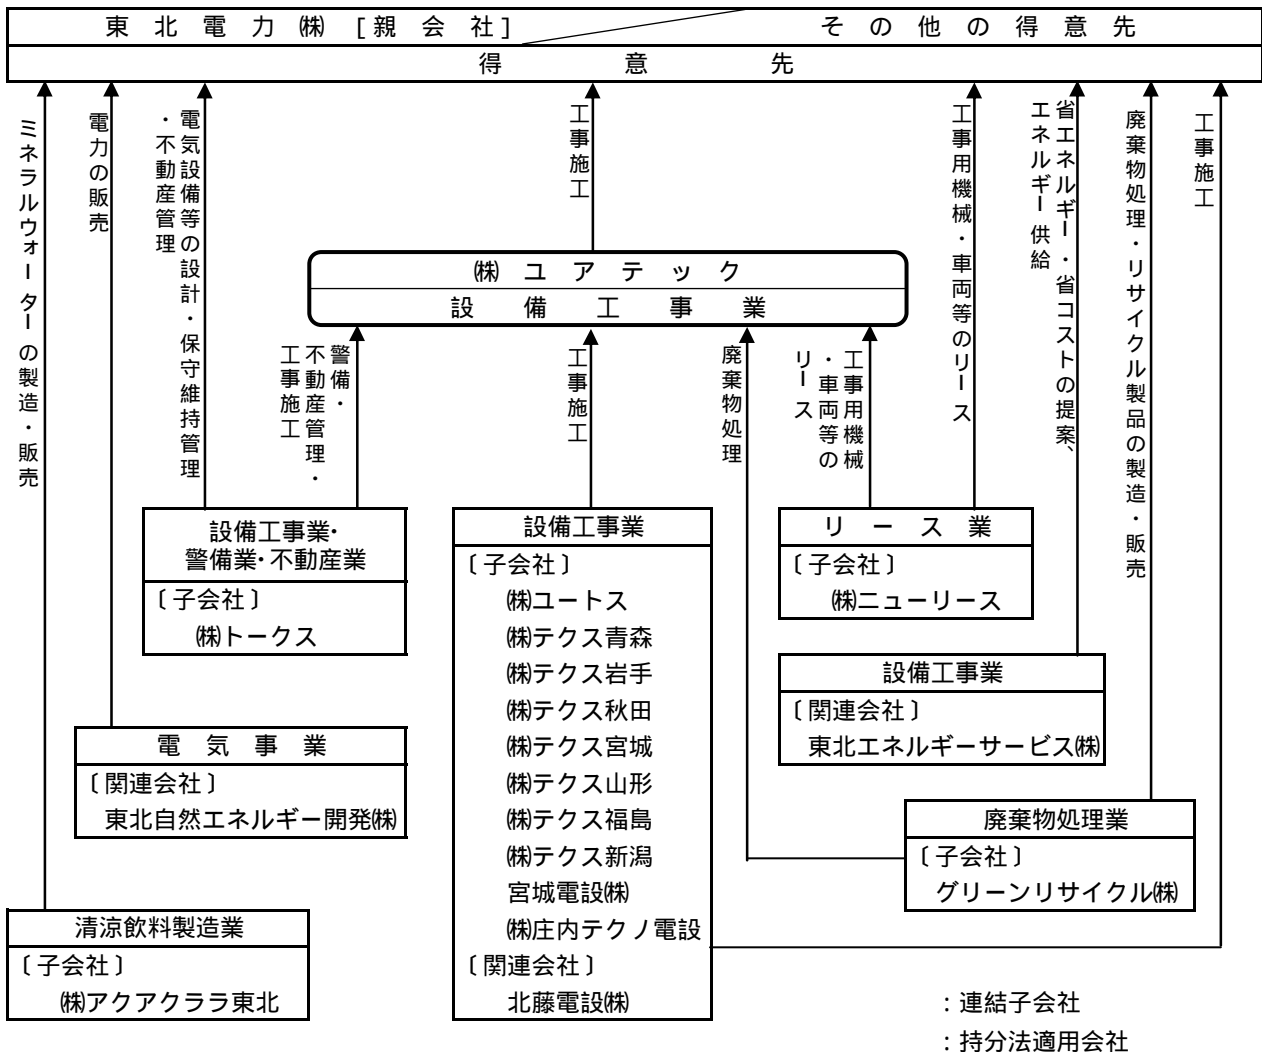 東北電力㈱[親会社]
その他の得意先
得意先
ミネラルウォーターの製造・販売
電力の販売
電気設備等の設計・保守維持管理
・不動産管理
工事施工
工事用機械・車両等のリース
省エネルギー・省コストの提案、
エネルギー供給
廃棄物処理・リサイクル製品の製造・販売
工事施工
㈱ユアテック
設備工事業
警備・
不動産管理・
工事施工
工事施工
廃棄物処理
工事用機械
・車両等の
リース
設備工事業・
警備業・不動産業
〔子会社〕
㈱トークス
設備工事業
〔子会社〕
㈱ユートス
㈱テクス青森
㈱テクス岩手
㈱テクス秋田
㈱テクス宮城
㈱テクス山形
㈱テクス福島
㈱テクス新潟
宮城電設㈱
㈱庄内テクノ電設
〔関連会社〕
北藤電設㈱
リース業
〔子会社〕
㈱ニューリース
設備工事業
〔関連会社〕
東北エネルギーサービス㈱
電気事業
〔関連会社〕
東北自然エネルギー開発㈱
廃棄物処理業
〔子会社〕
グリーンリサイクル㈱
清涼飲料製造業
〔子会社〕
㈱アクアクララ東北
：連結子会社
：持分法適用会社